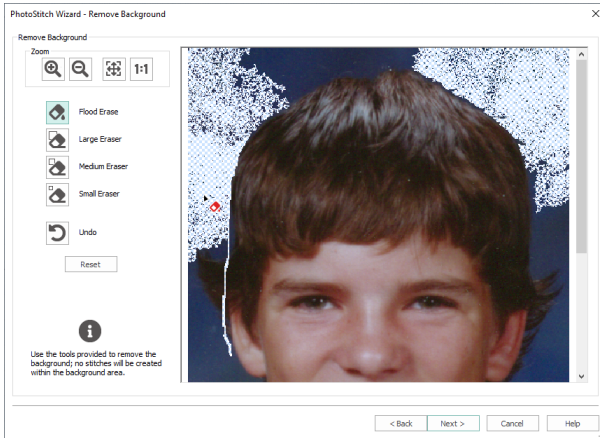 PhotoStitch Wizard - Remove Background
Remove Background
Zoom
1:1
Flood Erase
Large Eraser
Medium Eraser
Small Eraser
Undo
Reset
Use the tools provided to remove the
background; no stitches will be created
within the background area.
< Back Next > Cancel Help